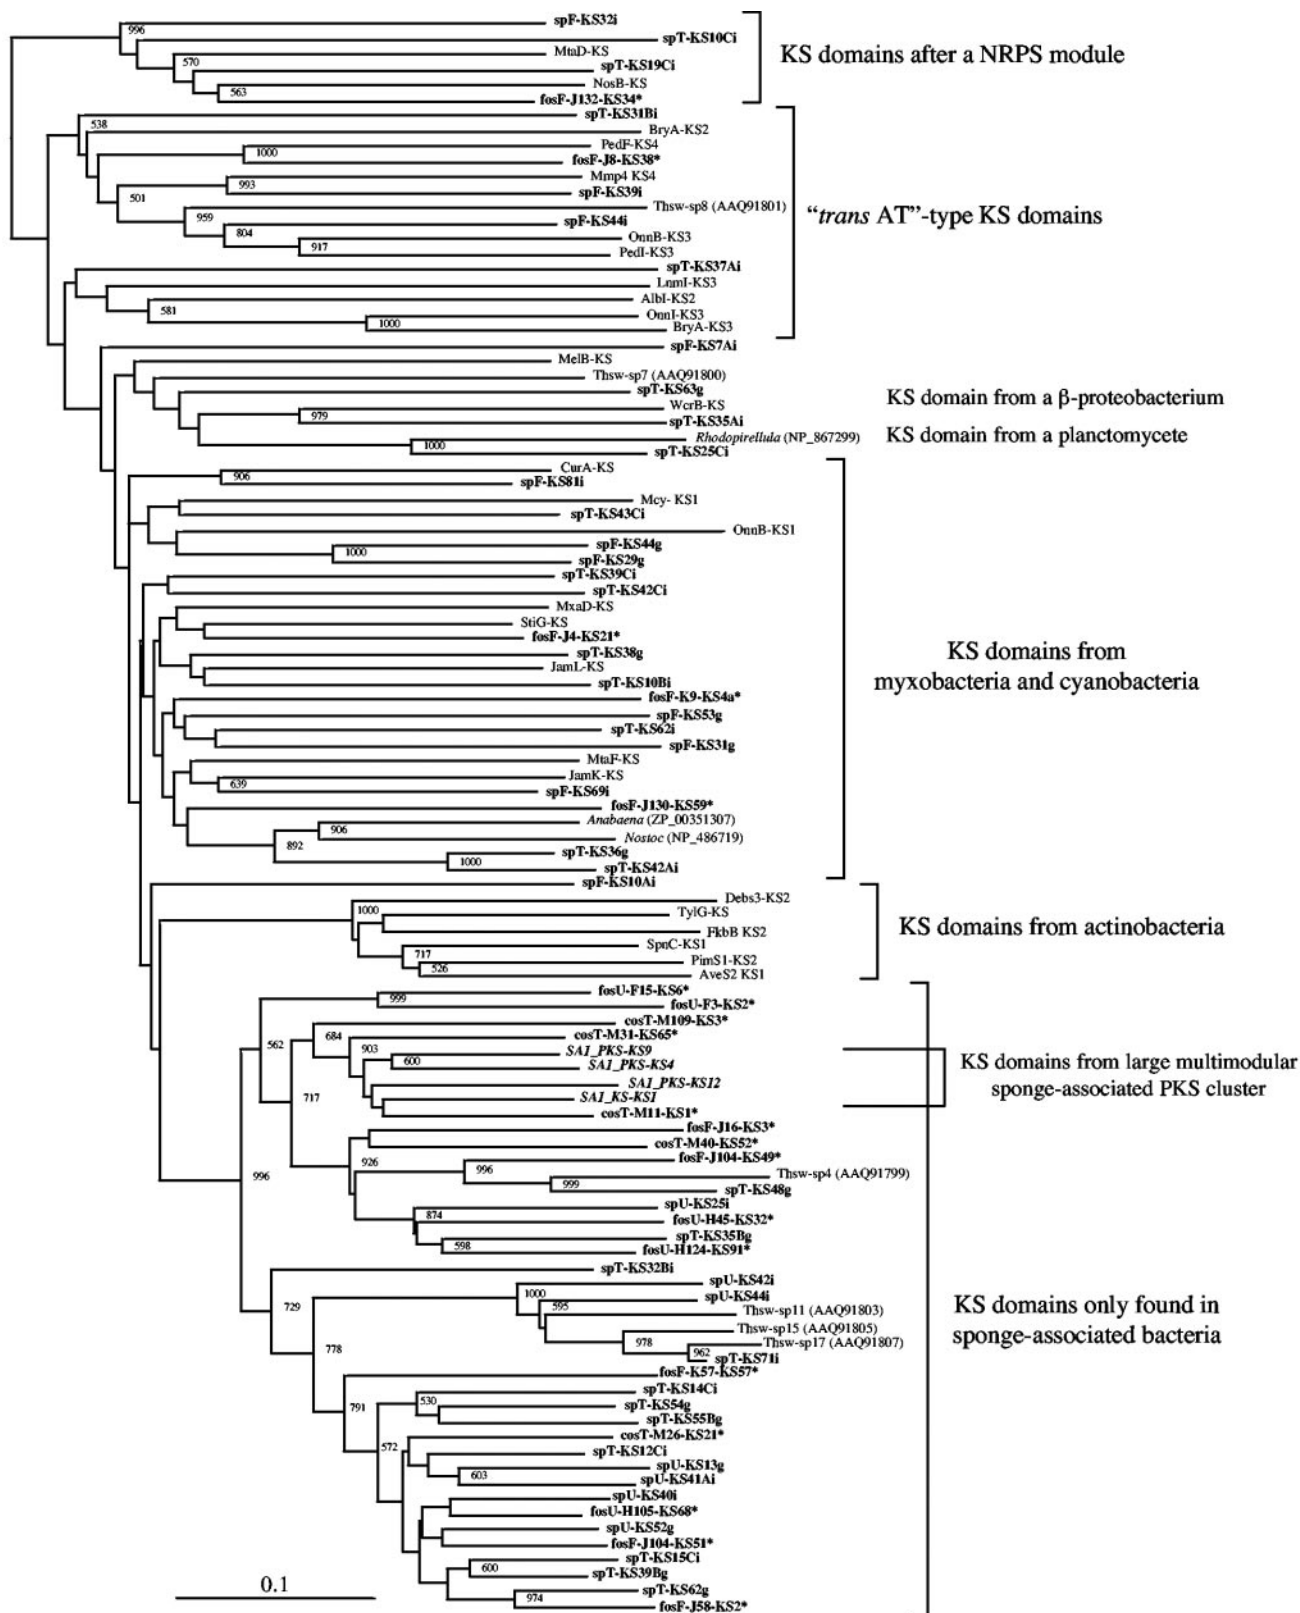 spF-KS32i
996
spT-KS10Ci
MtaD-KS
570
spT-KS19Ci
NosB-KS
563
fosF-J132-KS34*
KS domains after a NRPS module
spT-KS31Bi
538
BryA-KS2
PedF-KS4
1000
fosF-J8-KS38*
Mmp4 KS4
993
spF-KS39i
501
Thsw-sp8 (AAQ91801)
959
spF-KS44i
804
OnnB-KS3
917
PedI-KS3
"trans AT"-type KS domains
spT-KS37Ai
LnmI-KS3
AlbI-KS2
581
OnnI-KS3
1000
BryA-KS3
spF-KS7Ai
MelB-KS
Thsw-sp7 (AAQ91800)
spT-KS63g
WcrB-KS
KS domain from a β-proteobacterium
979
spT-KS35Ai
Rhodopirellula (NP_867299)
KS domain from a planctomycete
1000
spT-KS25Ci
CurA-KS
906
spF-KS81i
Mcy- KS1
spT-KS43Ci
OnnB-KS1
spF-KS44g
1000
spF-KS29g
spT-KS39Ci
spT-KS42Ci
MxaD-KS
StiG-KS
fosF-J4-KS21*
spT-KS38g
JamL-KS
spT-KS10Bi
KS domains from
myxobacteria and cyanobacteria
fosF-K9-KS4a*
spF-KS53g
spT-KS62i
spF-KS31g
MtaF-KS
JamK-KS
639
spF-KS69i
fosF-J130-KS59*
Anabaena (ZP_00351307)
906
Nostoc (NP_486719)
892
spT-KS36g
1000
spT-KS42Ai
spF-KS10Ai
Debs3-KS2
1000
TylG-KS
FkbB KS2
SpnC-KS1
717
PimS1-KS2
526
AveS2 KS1
KS domains from actinobacteria
fosU-F15-KS6*
999
fosU-F3-KS2*
cosT-M109-KS3*
684
cosT-M31-KS65*
562
903
SA1_PKS-KS9
600
SA1_PKS-KS4
SA1_PKS-KS12
717
SA1_KS-KS1
cosT-M11-KS1*
KS domains from large multimodular
sponge-associated PKS cluster
fosF-J16-KS3*
cosT-M40-KS52*
926
fosF-J104-KS49*
996
996
Thsw-sp4 (AAQ91799)
999
spT-KS48g
spU-KS25i
874
fosU-H45-KS32*
spT-KS35Bg
598
fosU-H124-KS91*
spT-KS32Bi
spU-KS42i
1000
729
spU-KS44i
595
Thsw-sp11 (AAQ91803)
Thsw-sp15 (AAQ91805)
978
Thsw-sp17 (AAQ91807)
778
962
spT-KS71i
KS domains only found in
sponge-associated bacteria
fosF-K57-KS57*
spT-KS14Ci
791
530
spT-KS54g
spT-KS55Bg
cosT-M26-KS21*
572
spT-KS12Ci
spU-KS13g
603
spU-KS41Ai
spU-KS40i
fosU-H105-KS68*
spU-KS52g
fosF-J104-KS51*
spT-KS15Ci
600
spT-KS39Bg
0.1
spT-KS62g
974
fosF-J58-KS2*